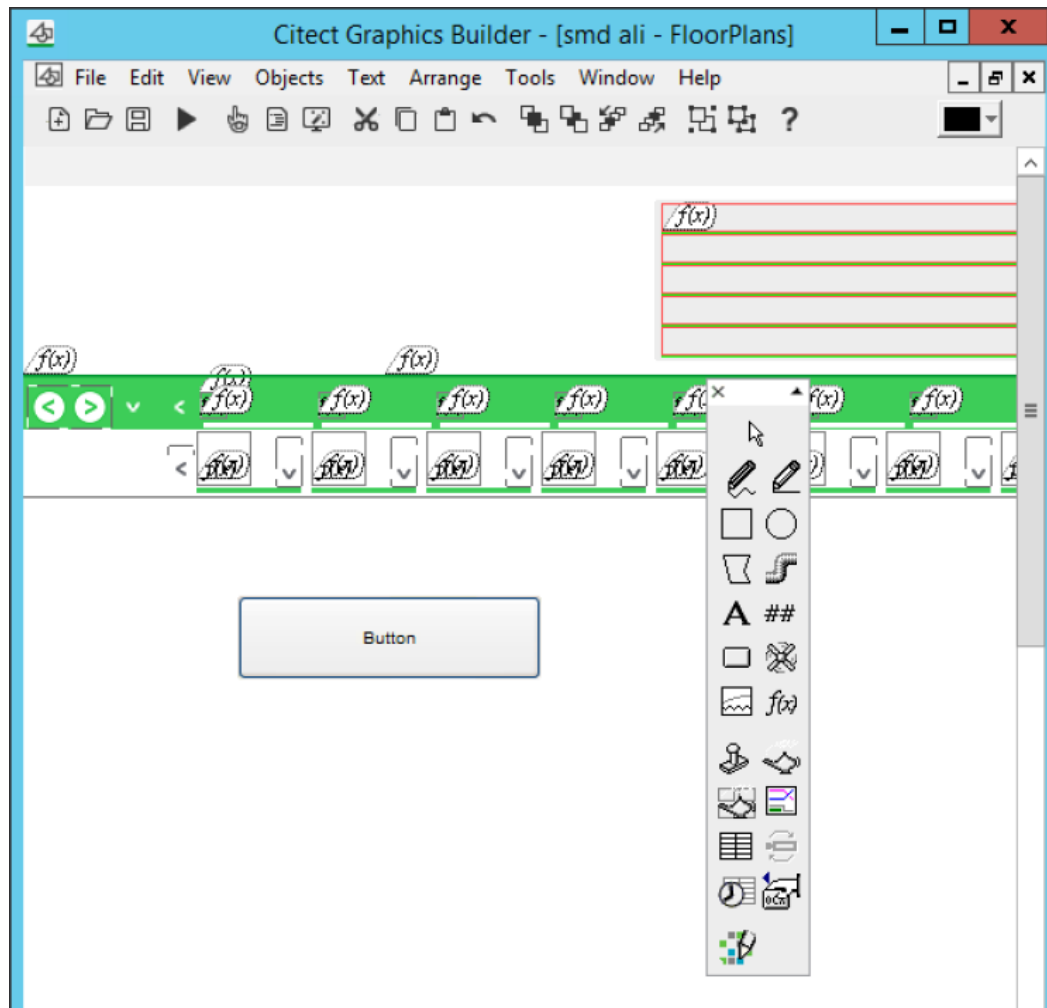 Citect Graphics Builder - [smd ali - FloorPlans]
File Edit View Objects Text Arrange Tools Window Help
?
f(x)
f(x) f(x)
f(x)
f(x) f(x) f(x) f(x) f(x) f(x)
A ##
Button
f(x)